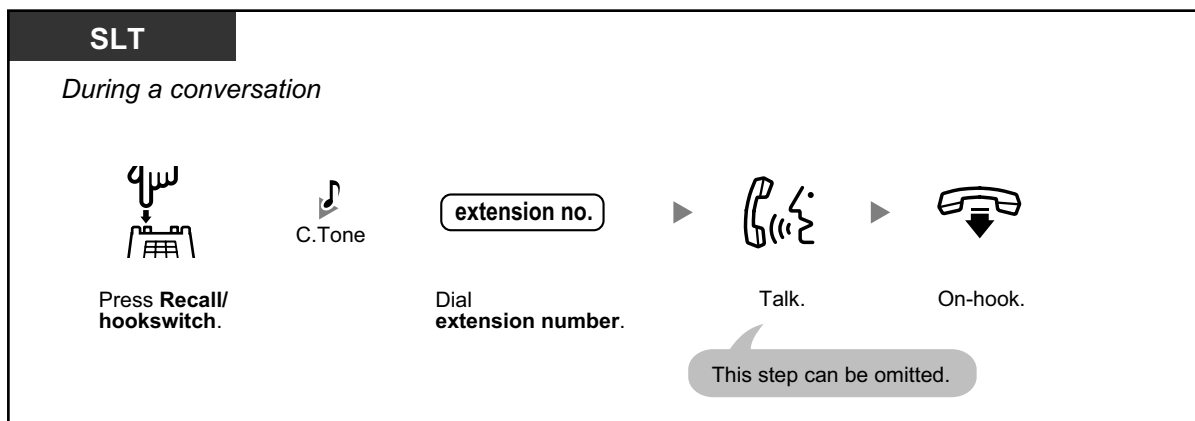 SLT
During a conversation
C.Tone
extension no.
Press Recall/
hookswitch.
Dial
extension number.
Talk.
On-hook.
This step can be omitted.